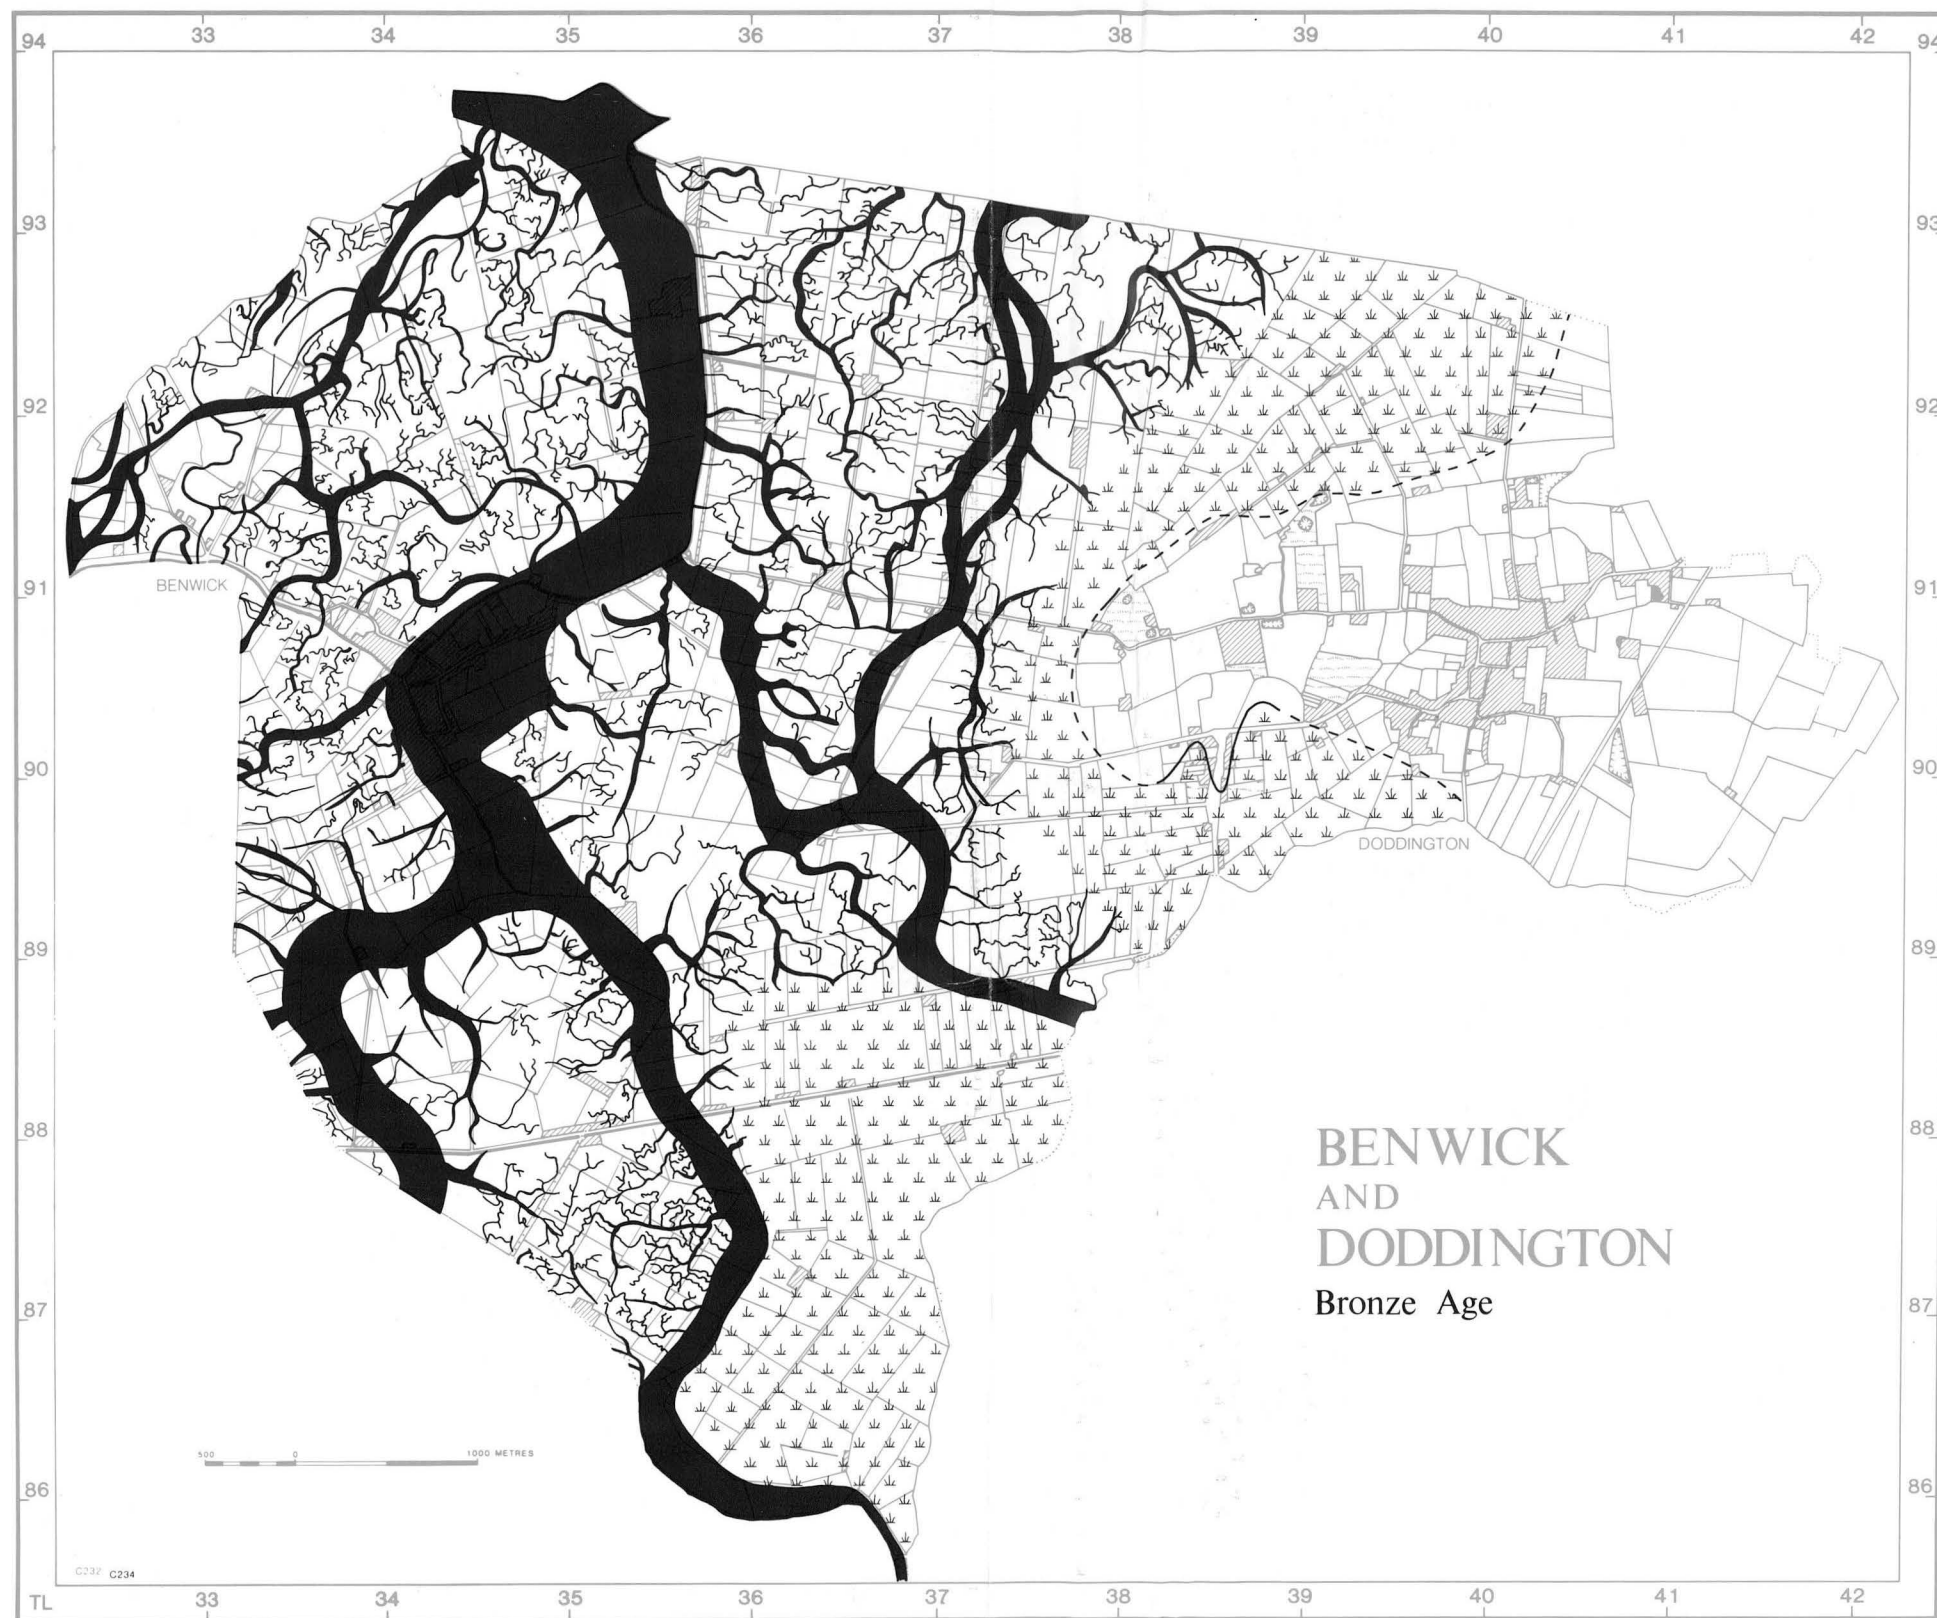 33 34 35 36 37 38 39 40 41 42
94 94
93 93
92 92
91 91
BENWICK
90 90
DODDINGTON
89 89
88 88
BENWICK
AND
DODDINGTON
Bronze Age
87 87
500 0 1000 METRES
86 86
C232 C234
TL 33 34 35 36 37 38 39 40 41 42